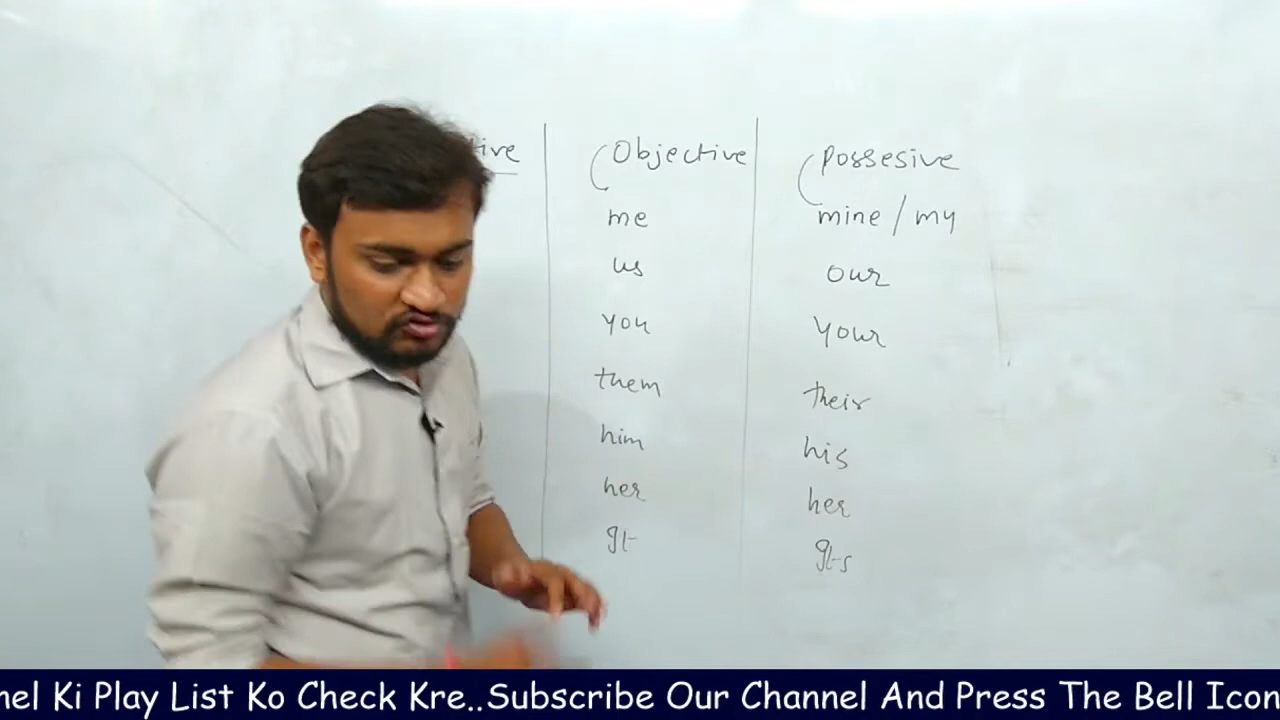 tive Objective Possesive
me mine / my
us our
you your
them their
him his
her her
It Its
nel Ki Play List Ko Check Kre..Subscribe Our Channel And Press The Bell Icon